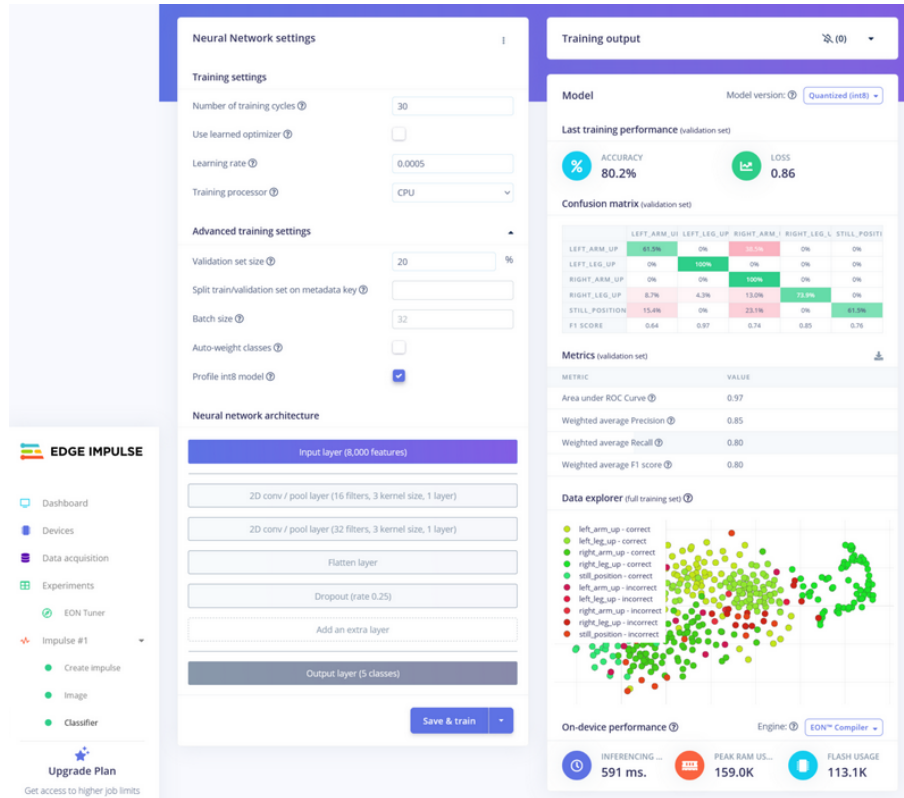 Neural Network settings
Training settings
Number of training cycles
30
Use learned optimizer
Learning rate
0.0005
Training processor
CPU
Advanced training settings
Validation set size
20
%
Split train/validation set on metadata key
Batch size
32
Auto-weight classes
Profile int8 model
Neural network architecture
Input layer (8,000 features)
2D conv / pool layer (16 filters, 3 kernel size, 1 layer)
2D conv / pool layer (32 filters, 3 kernel size, 1 layer)
Flatten layer
Dropout (rate 0.25)
Add an extra layer
Output layer (5 classes)
Save & train
EDGE IMPULSE
Dashboard
Devices
Data acquisition
Experiments
EON Tuner
Impulse #1
Create impulse
Image
Classifier
Upgrade Plan
Get access to higher job limits
Training output
(0)
Model
Model version:
Quantized (int8)
Last training performance (validation set)
%
ACCURACY
80.2%
LOSS
0.86
Confusion matrix (validation set)
LEFT_ARM_U LEFT_LEG_UP RIGHT_ARM_ RIGHT_LEG_ STILL_POSITI
LEFT_ARM_UP 61.5% 0% 38.5% 0% 0%
LEFT_LEG_UP 0% 100% 0% 0% 0%
RIGHT_ARM_UP 0% 0% 100% 0% 0%
RIGHT_LEG_UP 8.7% 4.3% 13.0% 73.9% 0%
STILL_POSITION 15.4% 0% 23.1% 0% 61.5%
F1 SCORE 0.64 0.97 0.74 0.85 0.76
Metrics (validation set)
METRIC VALUE
Area under ROC Curve 0.97
Weighted average Precision 0.85
Weighted average Recall 0.80
Weighted average F1 score 0.80
Data explorer (full training set)
left_arm_up - correct
left_leg_up - correct
right_arm_up - correct
right_leg_up - correct
still_position - correct
left_arm_up - incorrect
left_leg_up - incorrect
right_arm_up - incorrect
right_leg_up - incorrect
still_position - incorrect
On-device performance
Engine:
EON™ Compiler
INFERENCING ...
591 ms.
PEAK RAM US...
159.0K
FLASH USAGE
113.1K